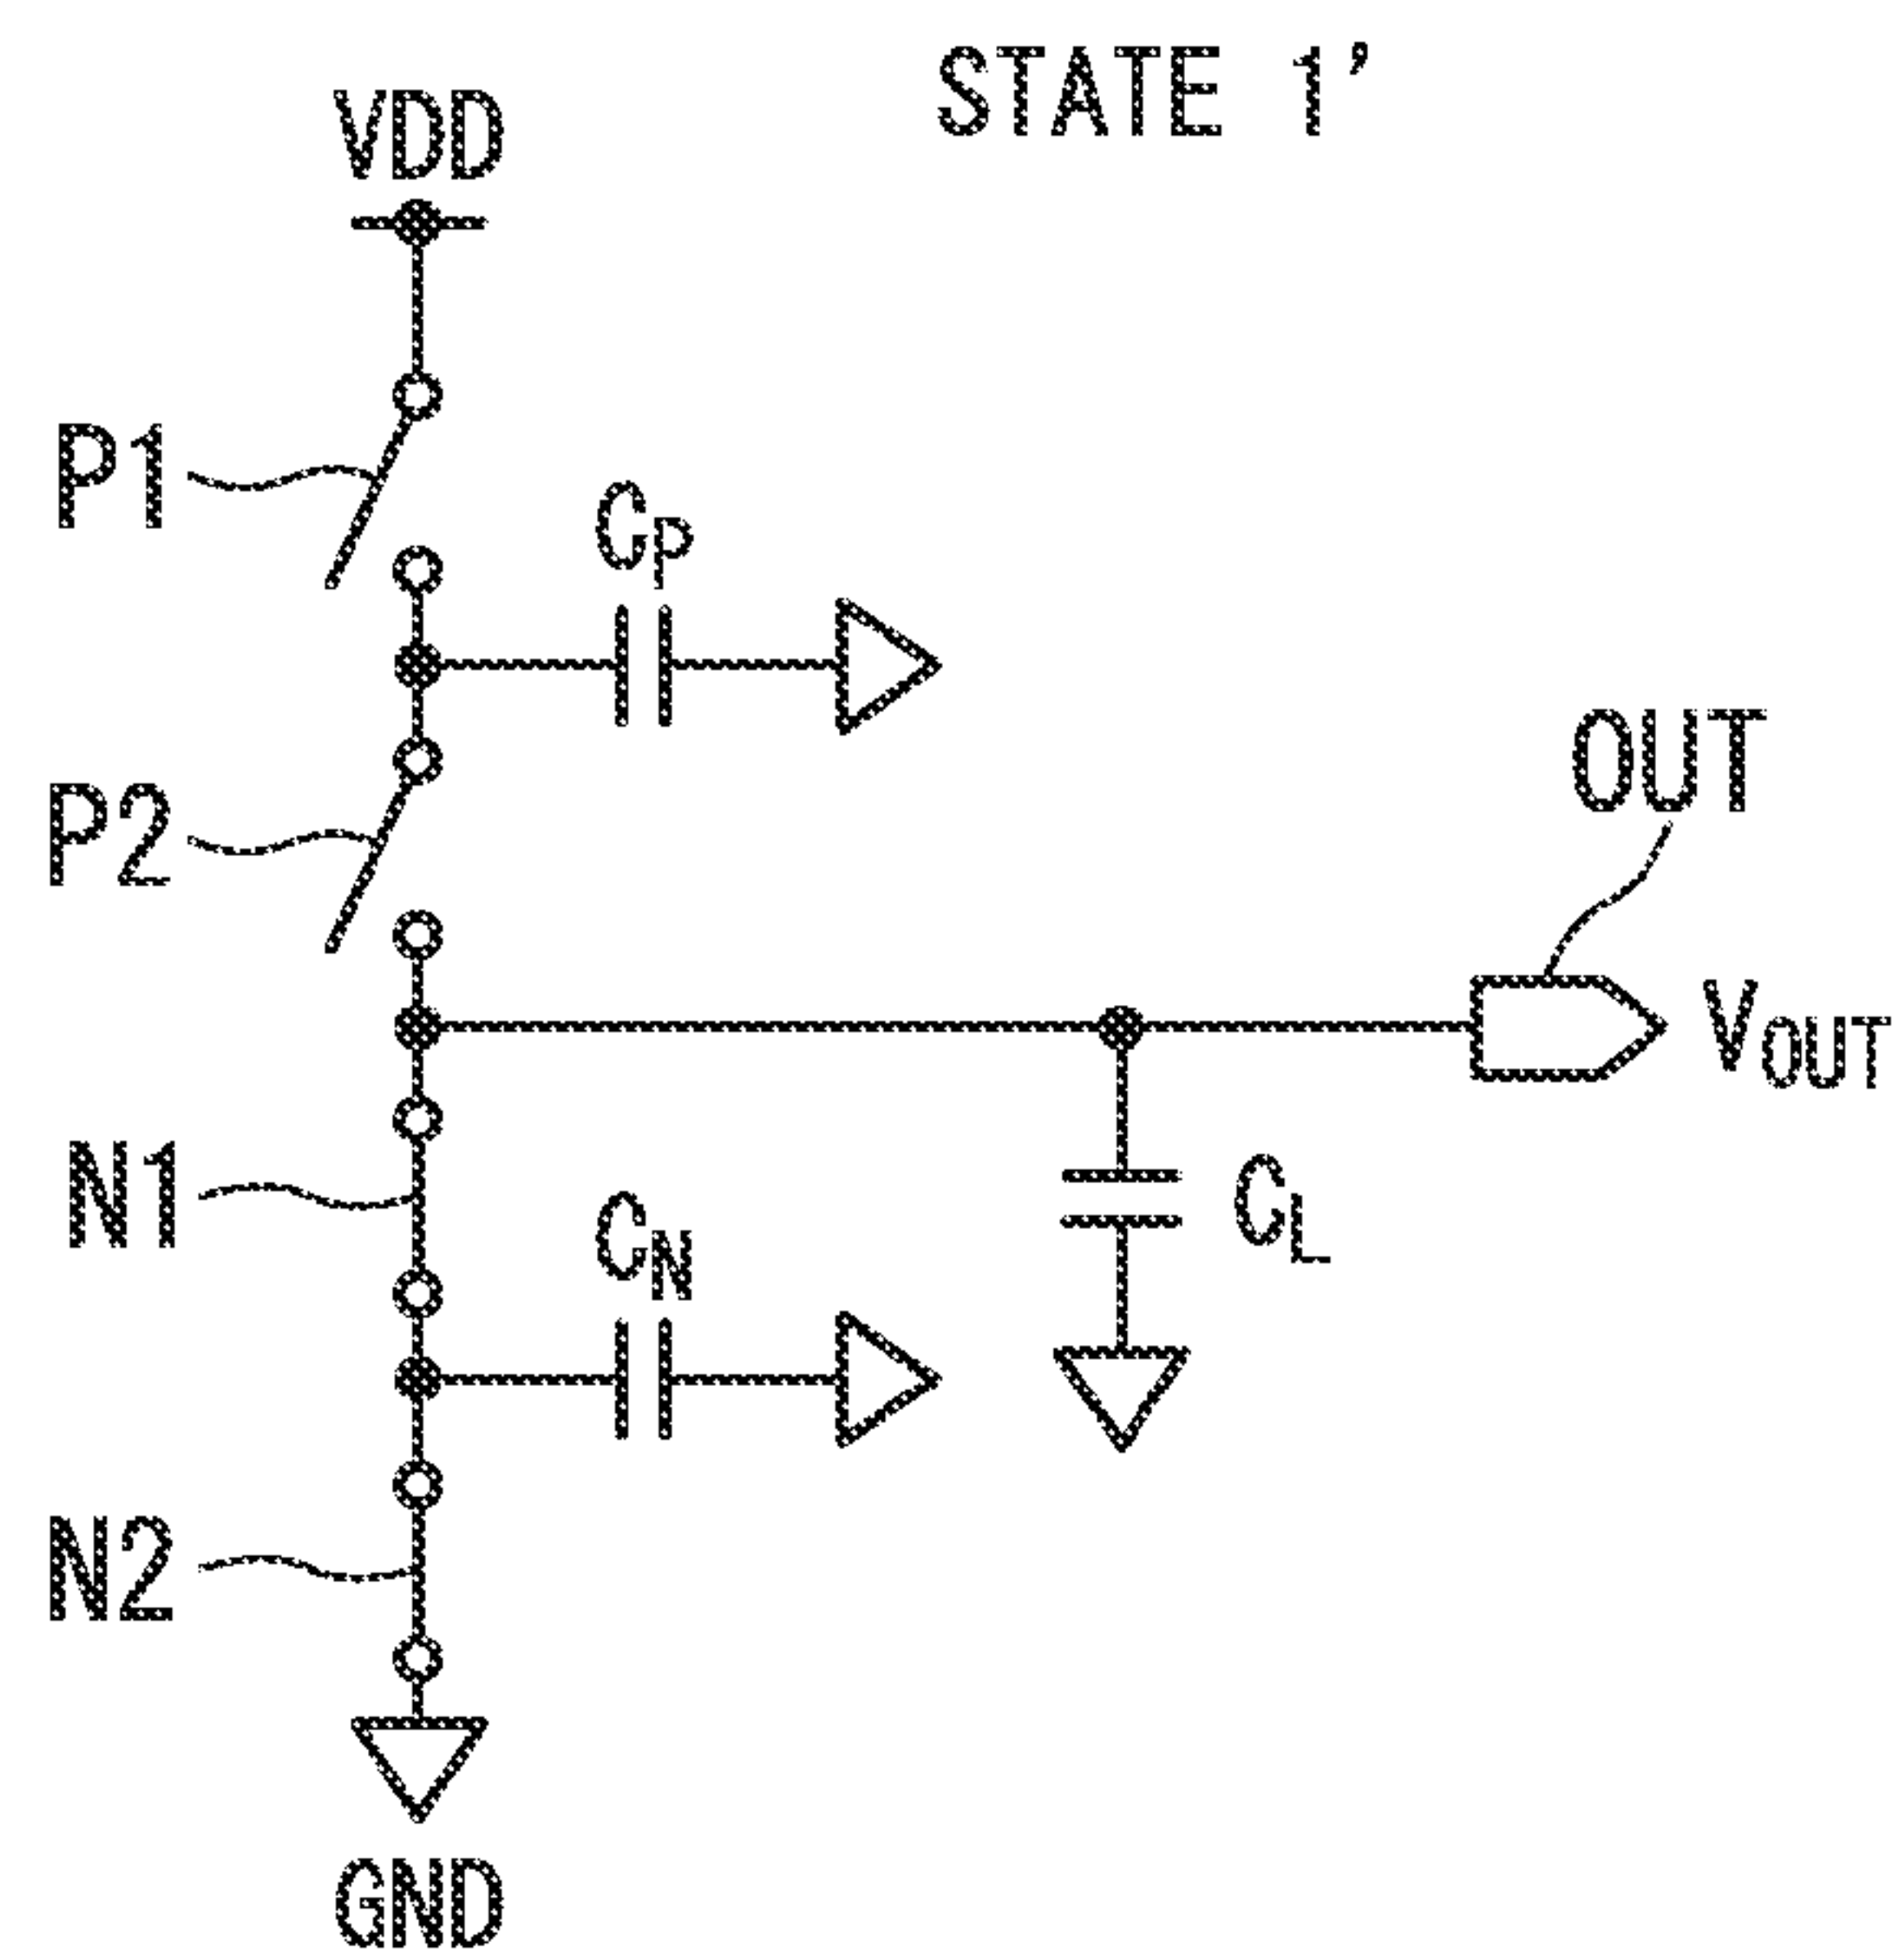 STATE 1'
VDD
P1
CP
P2
OUT
VOUT
N1
CN
CL
N2
GND